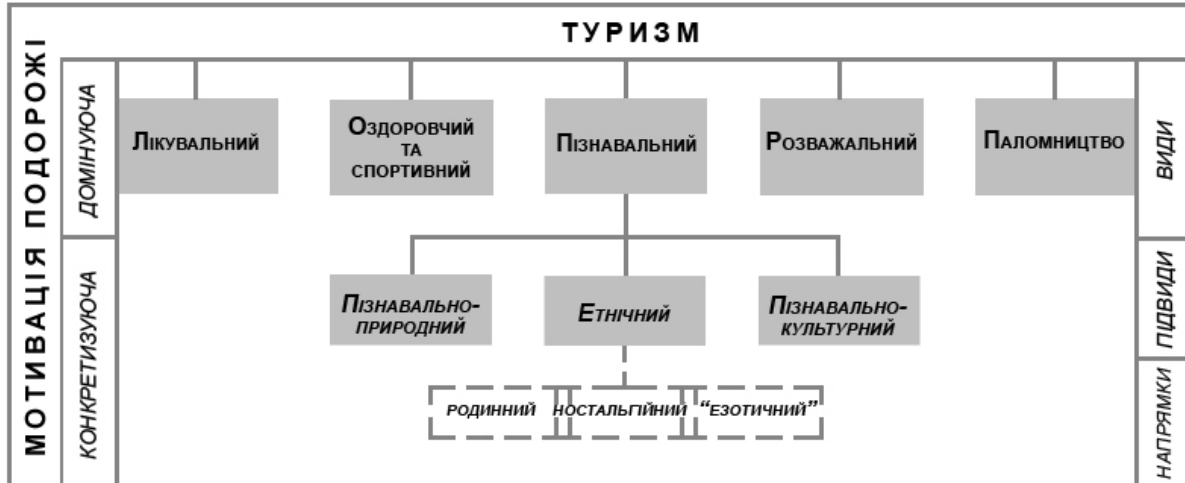 ТУРИЗМ
МОТИВАЦІЯ ПОДОРОЖІ
ДОМІНУЮЧА
ЛІКУВАЛЬНИЙ
ОЗДОРОВЧИЙ
ТА
СПОРТИВНИЙ
ПІЗНАВАЛЬНИЙ
РОЗВАЖАЛЬНИЙ
ПАЛОМНИЦТВО
ВИДИ
КОНКРЕТИЗУЮЧА
ПІЗНАВАЛЬНО-
ПРИРОДНИЙ
ЕТНІЧНИЙ
ПІЗНАВАЛЬНО-
КУЛЬТУРНИЙ
ПІДВИДИ
РОДИННИЙ
НОСТАЛЬГІЙНИЙ
“ЕЗОТИЧНИЙ”
НАПРЯМКИ